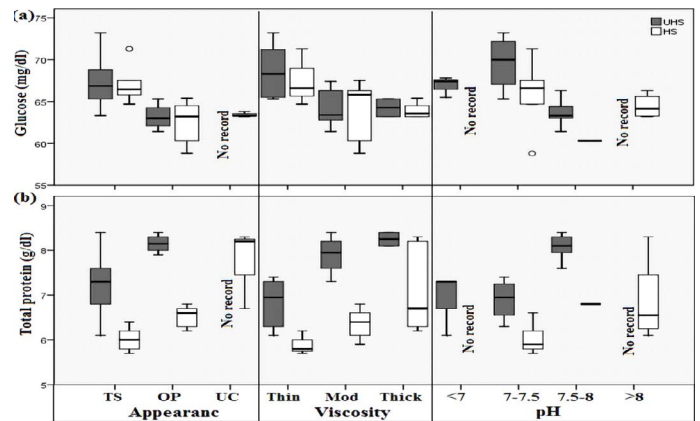 (a)
UHS
HS
Glucose (mg/dl)
75
70
65
60
55
No record
No record
No record
(b)
Total protein (g/dl)
9
8
7
6
5
No record
No record
No record
TS OP UC Thin Mod Thick <7 7-7.5 7.5-8 >8
Appearanc Viscosity pH